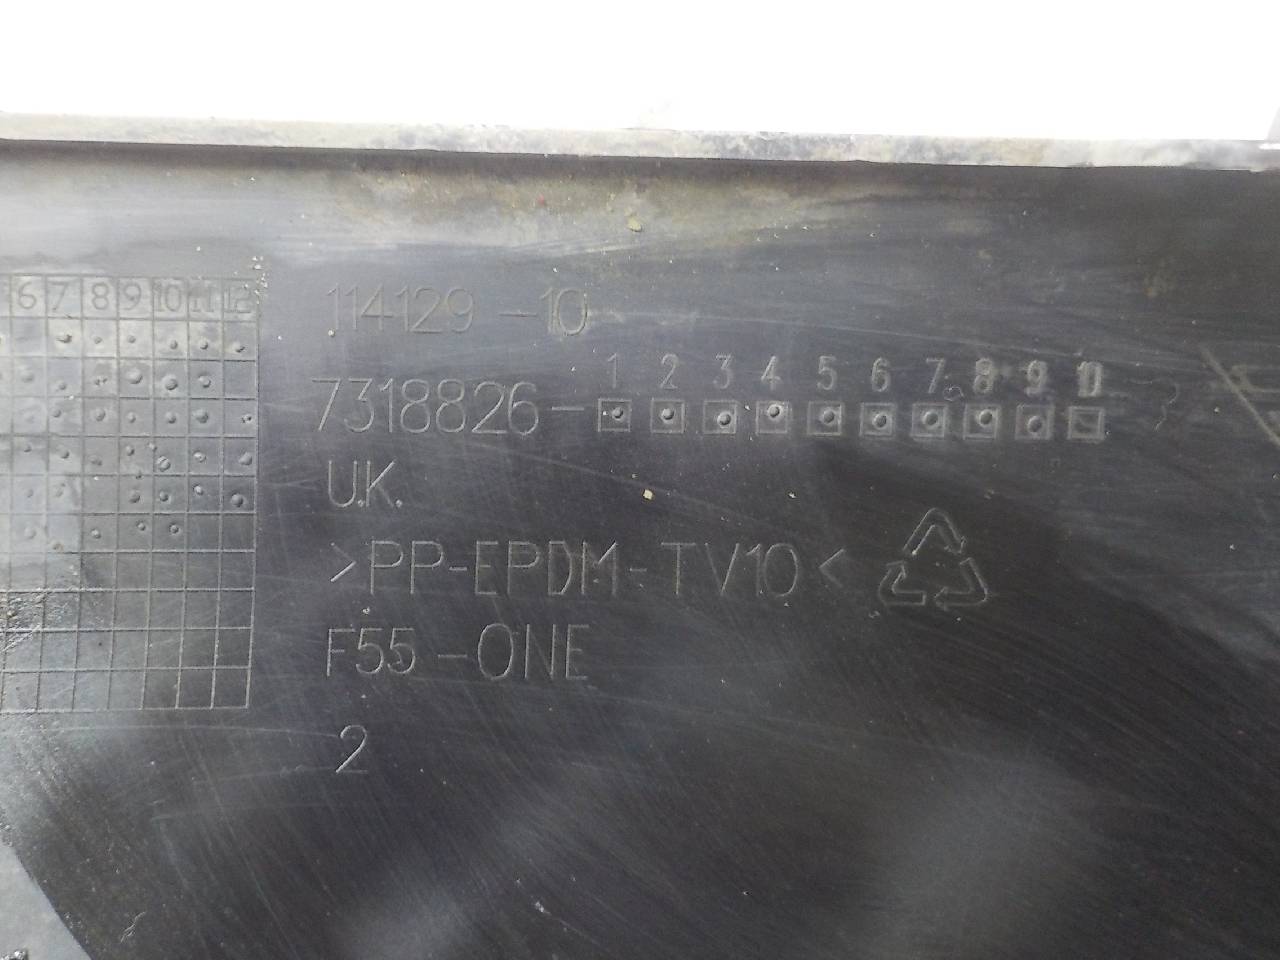 6 7 8 9 10 11 12
114129-10
1 2 3 4 5 6 7 8 9 10
7318826-
U.K.
>PP-EPDM-TV10<
F55-ONE
2